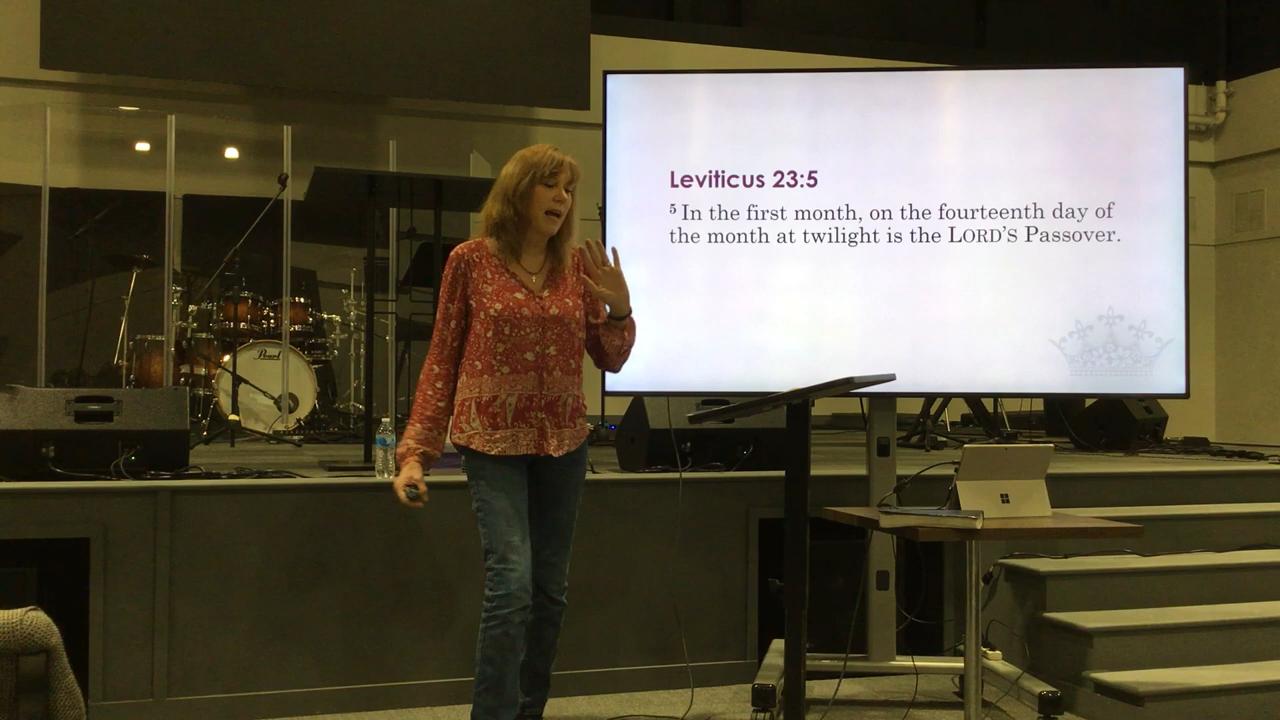 Leviticus 23:5
⁵ In the first month, on the fourteenth day of
the month at twilight is the LORD'S Passover.
Pearl